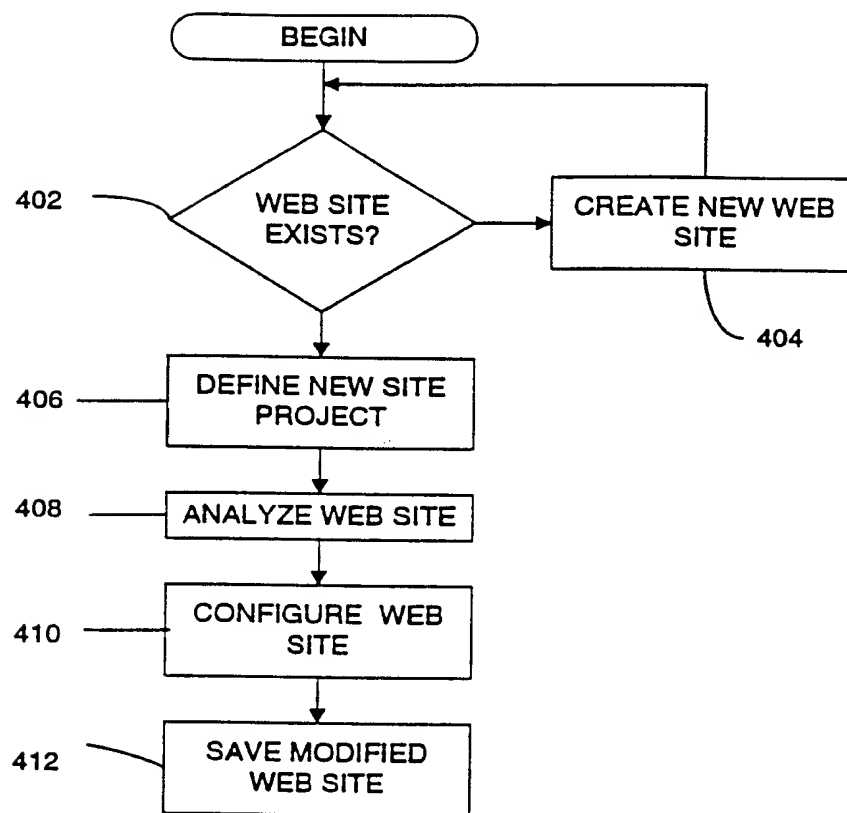 BEGIN
402
WEB SITE
EXISTS?
CREATE NEW WEB
SITE
404
406
DEFINE NEW SITE
PROJECT
408
ANALYZE WEB SITE
410
CONFIGURE WEB
SITE
412
SAVE MODIFIED
WEB SITE